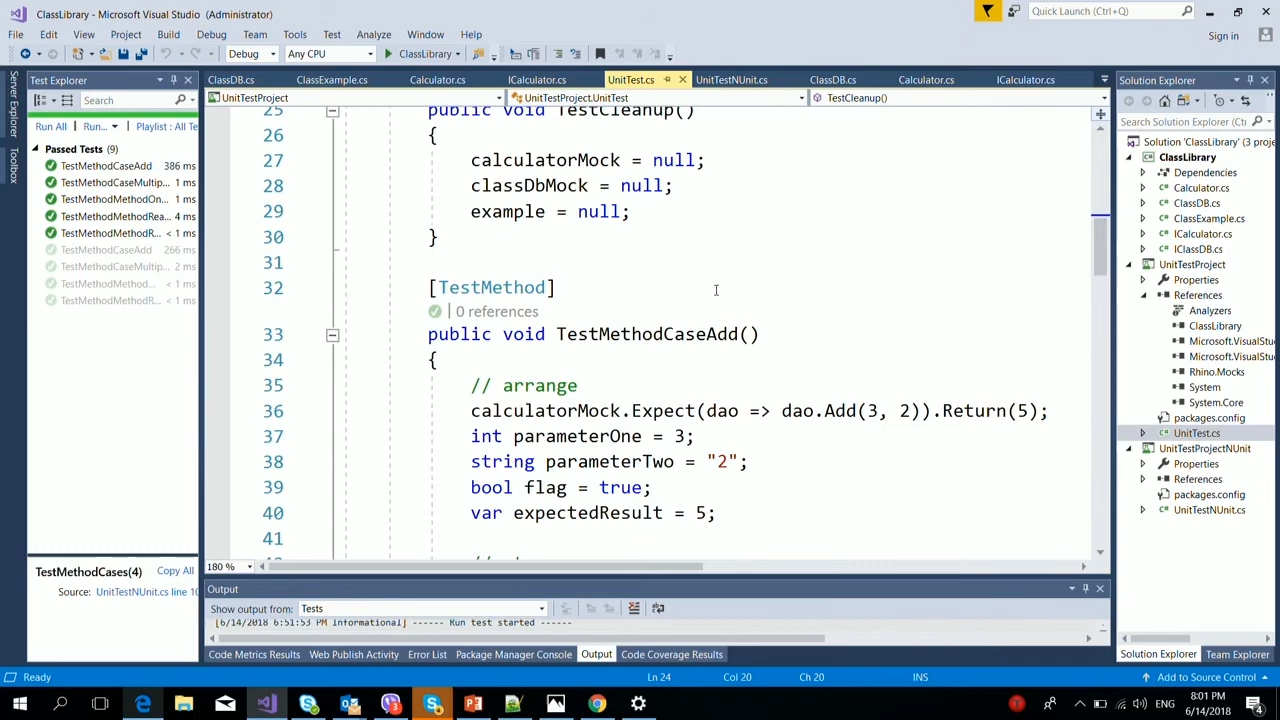 ClassLibrary - Microsoft Visual Studio (Administrator)
Quick Launch (Ctrl+Q)
File Edit View Project Build Debug Team Tools Test Analyze Window Help
Sign in
Debug Any CPU ClassLibrary
Server Explorer
Toolbox
Test Explorer
Search
Run All Run... Playlist : All Te
Passed Tests (9)
TestMethodCaseAdd 386 ms
TestMethodCaseMultip... 1 ms
TestMethodMethodOn... 1 ms
TestMethodMethodRea... 4 ms
TestMethodMethodR... < 1 ms
TestMethodCaseAdd 266 ms
TestMethodCaseMultip... 2 ms
TestMethodMethod... < 1 ms
TestMethodMethodR... < 1 ms
TestMethodCases(4) Copy All
Source: UnitTestNUnit.cs line 10
ClassDB.cs ClassExample.cs Calculator.cs ICalculator.cs UnitTest.cs UnitTestNUnit.cs ClassDB.cs Calculator.cs ICalculator.cs
UnitTestProject UnitTestProject.UnitTest TestCleanup()
25 public void TestCleanup()
26 {
27 calculatorMock = null;
28 classDbMock = null;
29 example = null;
30 }
31
32 [TestMethod]
0 references
33 public void TestMethodCaseAdd()
34 {
35 // arrange
36 calculatorMock.Expect(dao => dao.Add(3, 2)).Return(5);
37 int parameterOne = 3;
38 string parameterTwo = "2";
39 bool flag = true;
40 var expectedResult = 5;
41
180 %
Output
Show output from: Tests
[6/14/2018 6:51:53 PM Informational] ------ Run test started ------
Code Metrics Results Web Publish Activity Error List Package Manager Console Output Code Coverage Results
Solution Explorer
Search Solution Explorer (Ctrl
Solution 'ClassLibrary' (3 proje
ClassLibrary
Dependencies
Calculator.cs
ClassDB.cs
ClassExample.cs
ICalculator.cs
IClassDB.cs
UnitTestProject
Properties
References
Analyzers
ClassLibrary
Microsoft.VisualStu
Microsoft.VisualStu
Rhino.Mocks
System
System.Core
packages.config
UnitTest.cs
UnitTestProjectNUnit
Properties
References
packages.config
UnitTestNUnit.cs
Solution Explorer Team Explorer
Ready Ln 24 Col 20 Ch 20 INS Add to Source Control
ENG 8:01 PM
6/14/2018